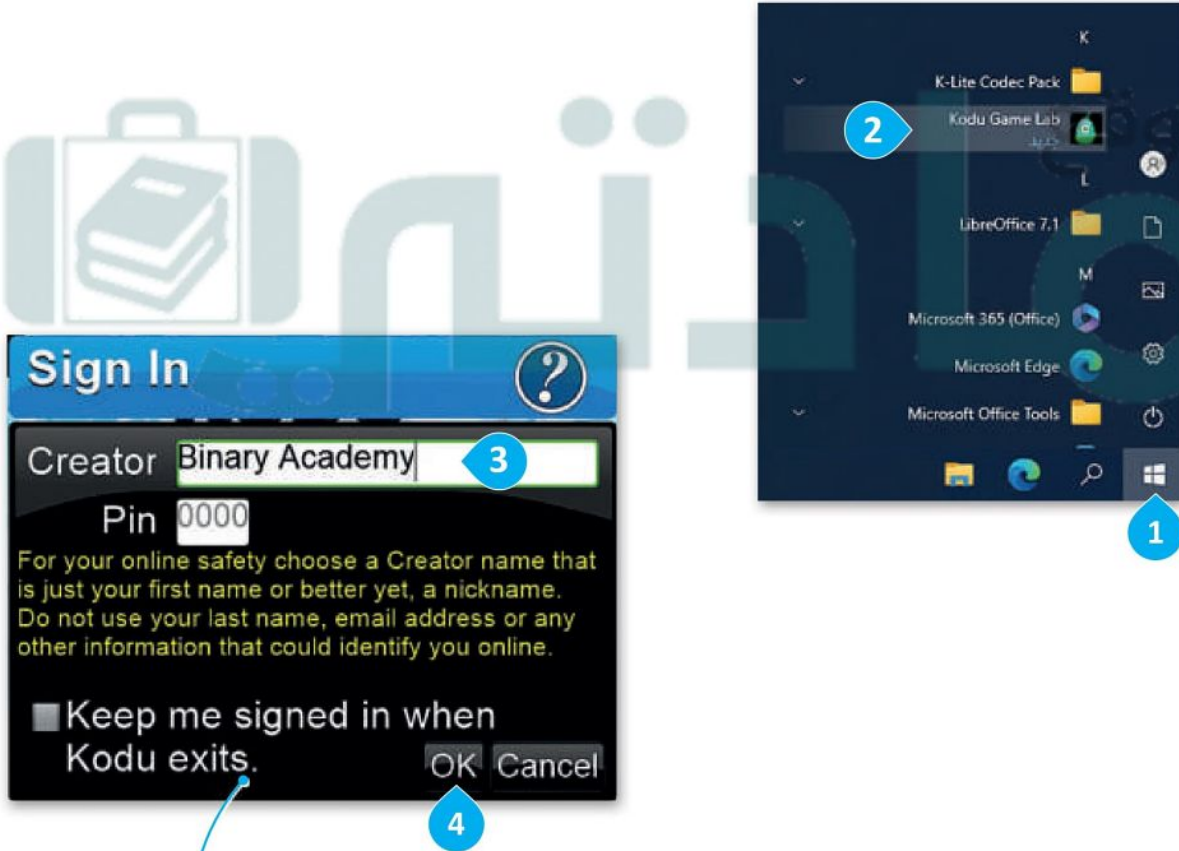 K
K-Lite Codec Pack
Kodu Game Lab
جديد
L
LibreOffice 7.1
M
Microsoft 365 (Office)
Microsoft Edge
Microsoft Office Tools
1
2
Sign In
?
Creator Binary Academy
3
Pin 0000
For your online safety choose a Creator name that
is just your first name or better yet, a nickname.
Do not use your last name, email address or any
other information that could identify you online.
Keep me signed in when
Kodu exits.
OK Cancel
4